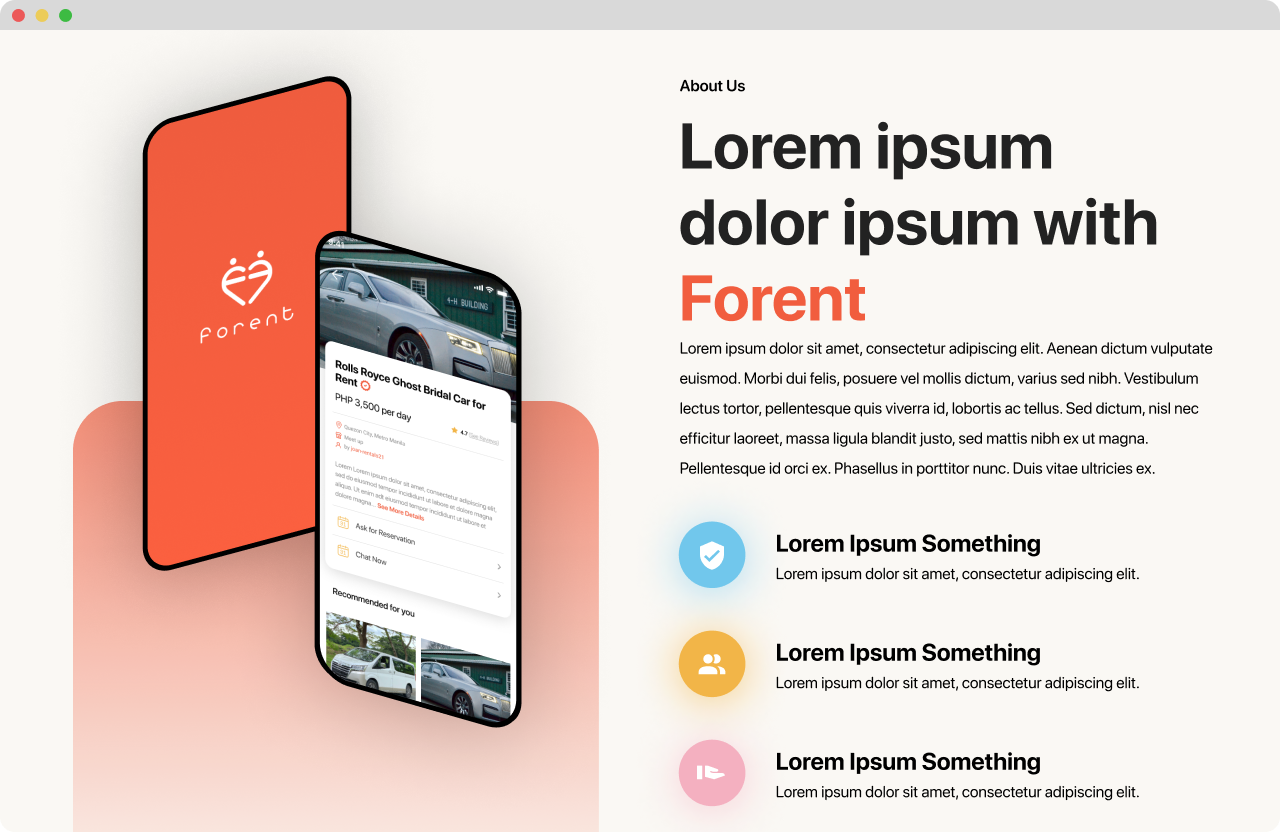 About Us
Lorem ipsum
dolor ipsum with
Forent
Lorem ipsum dolor sit amet, consectetur adipiscing elit. Aenean dictum vulputate
euismod. Morbi dui felis, posuere vel mollis dictum, varius sed nibh. Vestibulum
lectus tortor, pellentesque quis viverra id, lobortis ac tellus. Sed dictum, nisl nec
efficitur laoreet, massa ligula blandit justo, sed mattis nibh ex ut magna.
Pellentesque id orci ex. Phasellus in porttitor nunc. Duis vitae ultricies ex.
Lorem Ipsum Something
Lorem ipsum dolor sit amet, consectetur adipiscing elit.
Lorem Ipsum Something
Lorem ipsum dolor sit amet, consectetur adipiscing elit.
Lorem Ipsum Something
Lorem ipsum dolor sit amet, consectetur adipiscing elit.
forent
9:41
4-H BUILDING
Rolls Royce Ghost Bridal Car for
Rent
PHP 3,500 per day
4.7 (See Reviews)
Quezon City, Metro Manila
Meet up
Lorem Lorem ipsum dolor sit amet, consectetur adipiscing elit,
sed do eiusmod tempor incididunt ut labore et dolore magna
aliqua. Ut enim adt eiusmod tempor incididunt ut labore et
dolore magna... See More Details
Ask for Reservation
Chat Now
Recommended for you